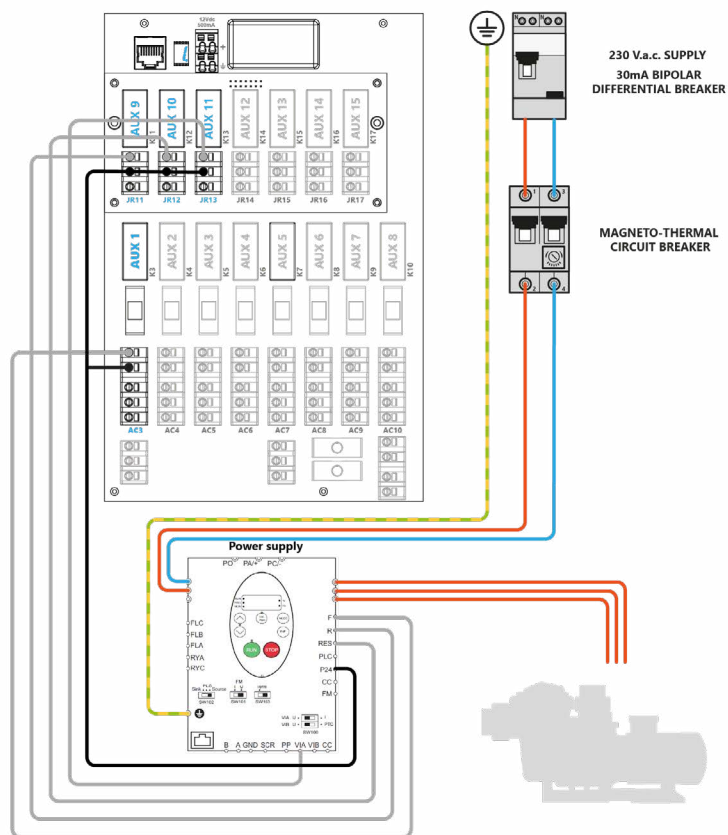 12Vdc
500mA
+
N N
230 V.a.c. SUPPLY
30mA BIPOLAR
DIFFERENTIAL BREAKER
AUX 9 K11 AUX 10 K12 AUX 11 K13 AUX 12 K14 AUX 13 K15 AUX 14 K16 AUX 15 K17
JR11 JR12 JR13 JR14 JR15 JR16 JR17
1 3
MAGNETO-THERMAL
CIRCUIT BREAKER
2 4
AUX 1 K3 AUX 2 K4 AUX 3 K5 AUX 4 K6 AUX 5 K7 AUX 6 K8 AUX 7 K9 AUX 8 K10
AC3 AC4 AC5 AC6 AC7 AC8 AC9 AC10
Power supply
PO PA/+ PC/-
FLC
FLB
FLA
RYA
RYC
RUN STOP
F
R
RES
PLC
P24
CC
FM
PLC
Sink Source
SW102
FM
I V
SW101
SW103
VIA U I
VIB U PTC
SW100
B A GND SCR PP VIA VIB CC